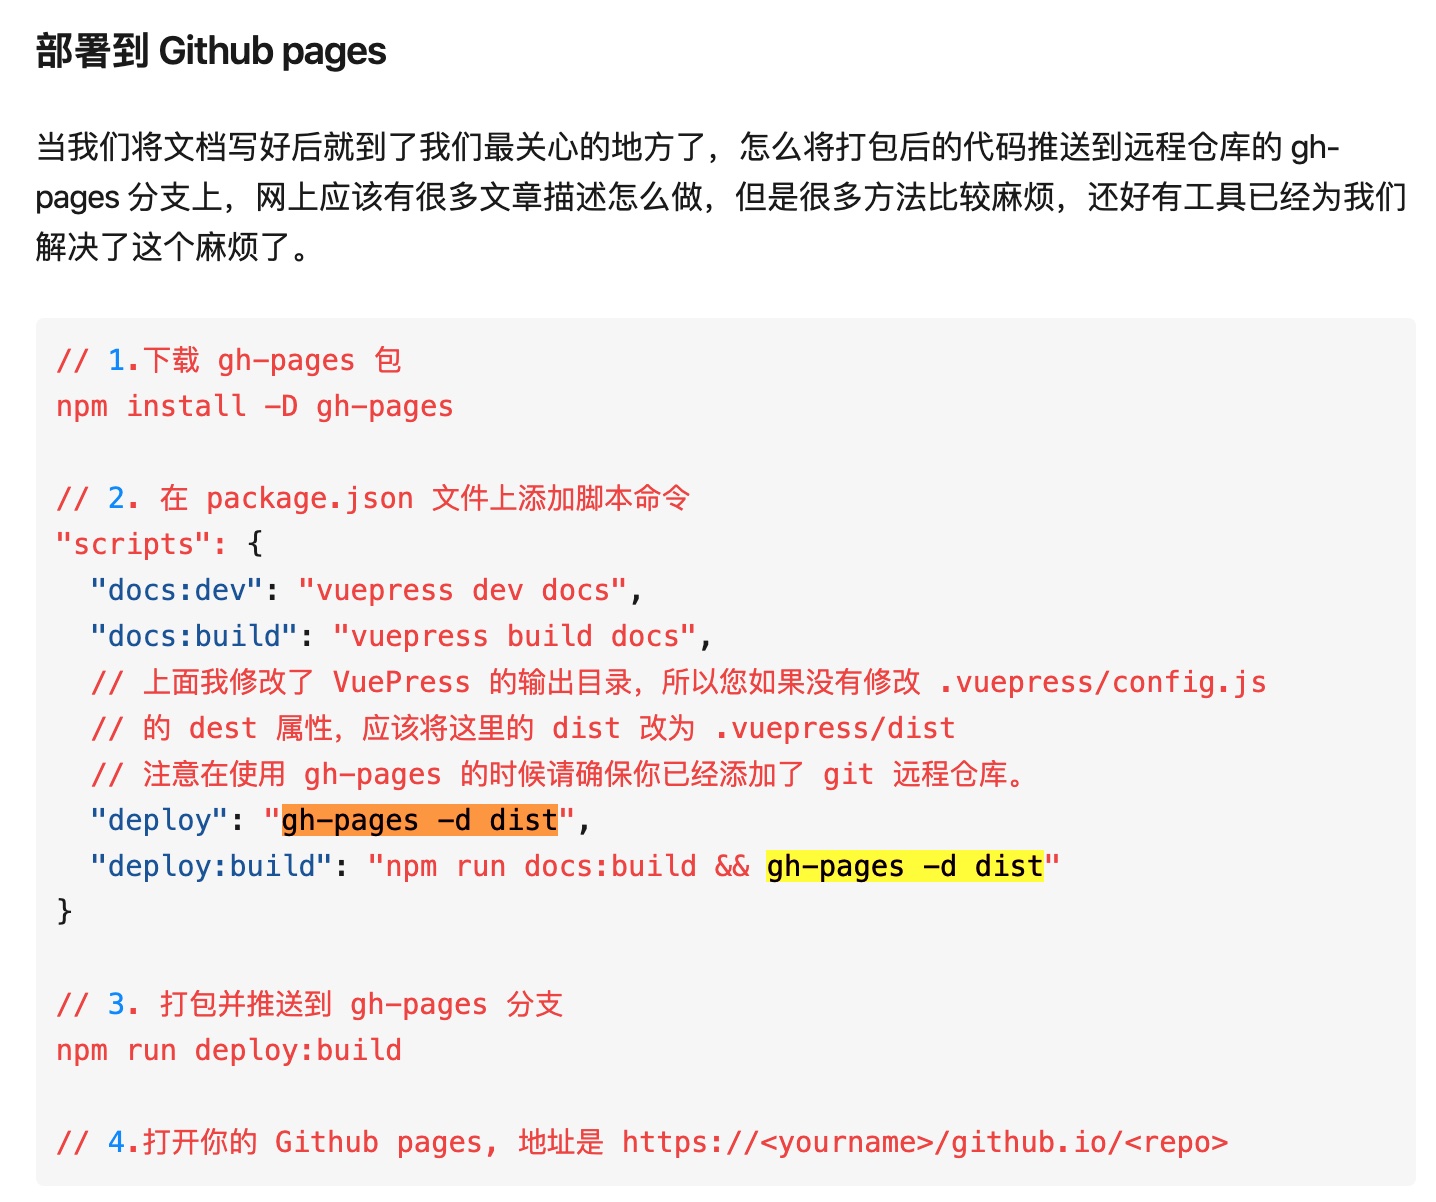 部署到 Github pages
当我们将文档写好后就到了我们最关心的地方了，怎么将打包后的代码推送到远程仓库的 gh-
pages 分支上，网上应该有很多文章描述怎么做，但是很多方法比较麻烦，还好有工具已经为我们
解决了这个麻烦了。
// 1.下载 gh-pages 包
npm install -D gh-pages
// 2. 在 package.json 文件上添加脚本命令
"scripts": {
  "docs:dev": "vuepress dev docs",
  "docs:build": "vuepress build docs",
  // 上面我修改了 VuePress 的输出目录，所以您如果没有修改 .vuepress/config.js
  // 的 dest 属性，应该将这里的 dist 改为 .vuepress/dist
  // 注意在使用 gh-pages 的时候请确保你已经添加了 git 远程仓库。
  "deploy": "gh-pages -d dist",
  "deploy:build": "npm run docs:build && gh-pages -d dist"
}
// 3. 打包并推送到 gh-pages 分支
npm run deploy:build
// 4.打开你的 Github pages, 地址是 https://<yourname>/github.io/<repo>